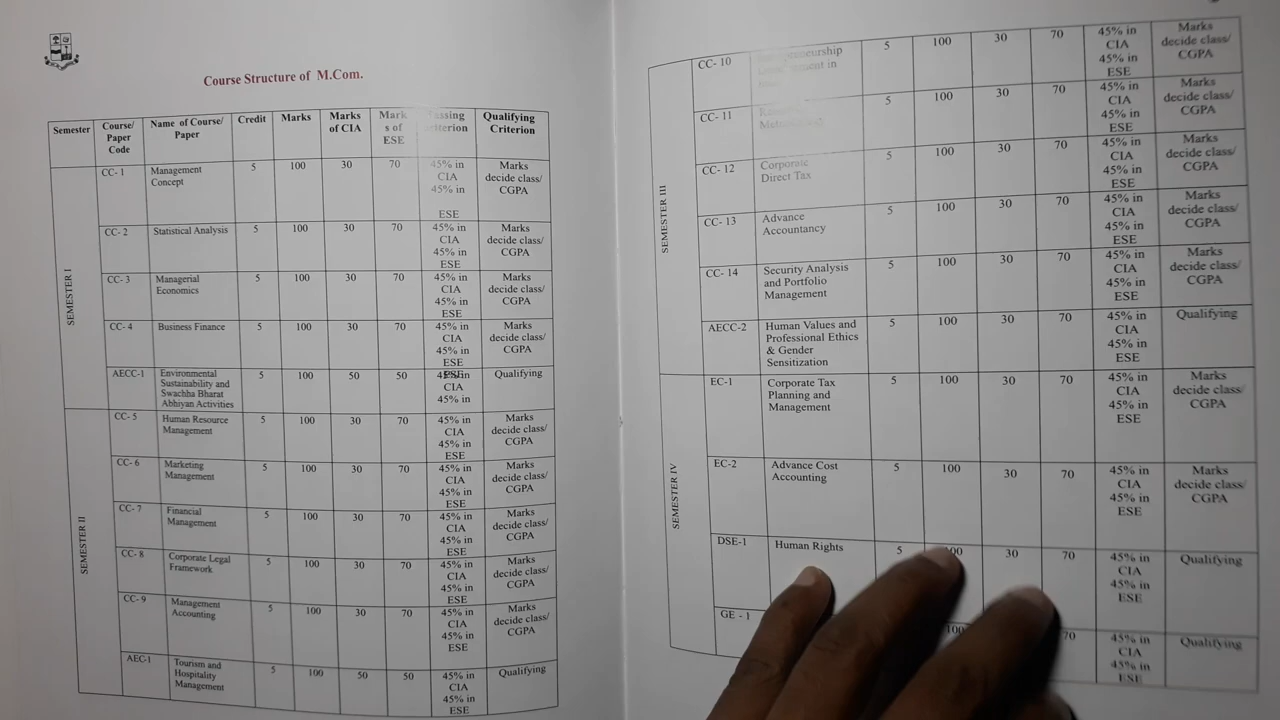 Course Structure of M.Com.
Semester Course/ Paper Code Name of Course/ Paper Credit Marks Marks of CIA Mark s of ESE Qualifying Criterion
SEMESTER I
CC- 1 Management Concept 5 100 30 70 45% in CIA 45% in ESE Marks decide class/ CGPA
CC- 2 Statistical Analysis 5 100 30 70 45% in CIA 45% in ESE Marks decide class/ CGPA
CC- 3 Managerial Economics 5 100 30 70 45% in CIA 45% in ESE Marks decide class/ CGPA
CC- 4 Business Finance 5 100 30 70 45% in CIA 45% in ESE Marks decide class/ CGPA
AECC-1 Environmental Sustainability and Swachha Bharat Abhiyan Activities 5 100 50 50 45% in CIA 45% in Qualifying
SEMESTER II
CC- 5 Human Resource Management 5 100 30 70 45% in CIA 45% in ESE Marks decide class/ CGPA
CC- 6 Marketing Management 5 100 30 70 45% in CIA 45% in ESE Marks decide class/ CGPA
CC- 7 Financial Management 5 100 30 70 45% in CIA 45% in ESE Marks decide class/ CGPA
CC- 8 Corporate Legal Framework 5 100 30 70 45% in CIA 45% in ESE Marks decide class/ CGPA
CC- 9 Management Accounting 5 100 30 70 45% in CIA 45% in ESE Marks decide class/ CGPA
AEC-1 Tourism and Hospitality Management 5 100 50 50 45% in CIA 45% in ESE Qualifying
SEMESTER III
CC- 10 5 100 30 70 45% in CIA 45% in ESE Marks decide class/ CGPA
CC- 11 5 100 30 70 45% in CIA 45% in ESE Marks decide class/ CGPA
CC- 12 Corporate Direct Tax 5 100 30 70 45% in CIA 45% in ESE Marks decide class/ CGPA
CC- 13 Advance Accountancy 5 100 30 70 45% in CIA 45% in ESE Marks decide class/ CGPA
CC- 14 Security Analysis and Portfolio Management 5 100 30 70 45% in CIA 45% in ESE Marks decide class/ CGPA
AECC-2 Human Values and Professional Ethics & Gender Sensitization 5 100 30 70 45% in CIA 45% in ESE Qualifying
SEMESTER IV
EC-1 Corporate Tax Planning and Management 5 100 30 70 45% in CIA 45% in ESE Marks decide class/ CGPA
EC-2 Advance Cost Accounting 5 100 30 70 45% in CIA 45% in ESE Marks decide class/ CGPA
DSE-1 Human Rights 5 100 30 70 45% in CIA 45% in ESE Qualifying
GE - 1 100 70 45% in CIA 45% in ESE Qualifying